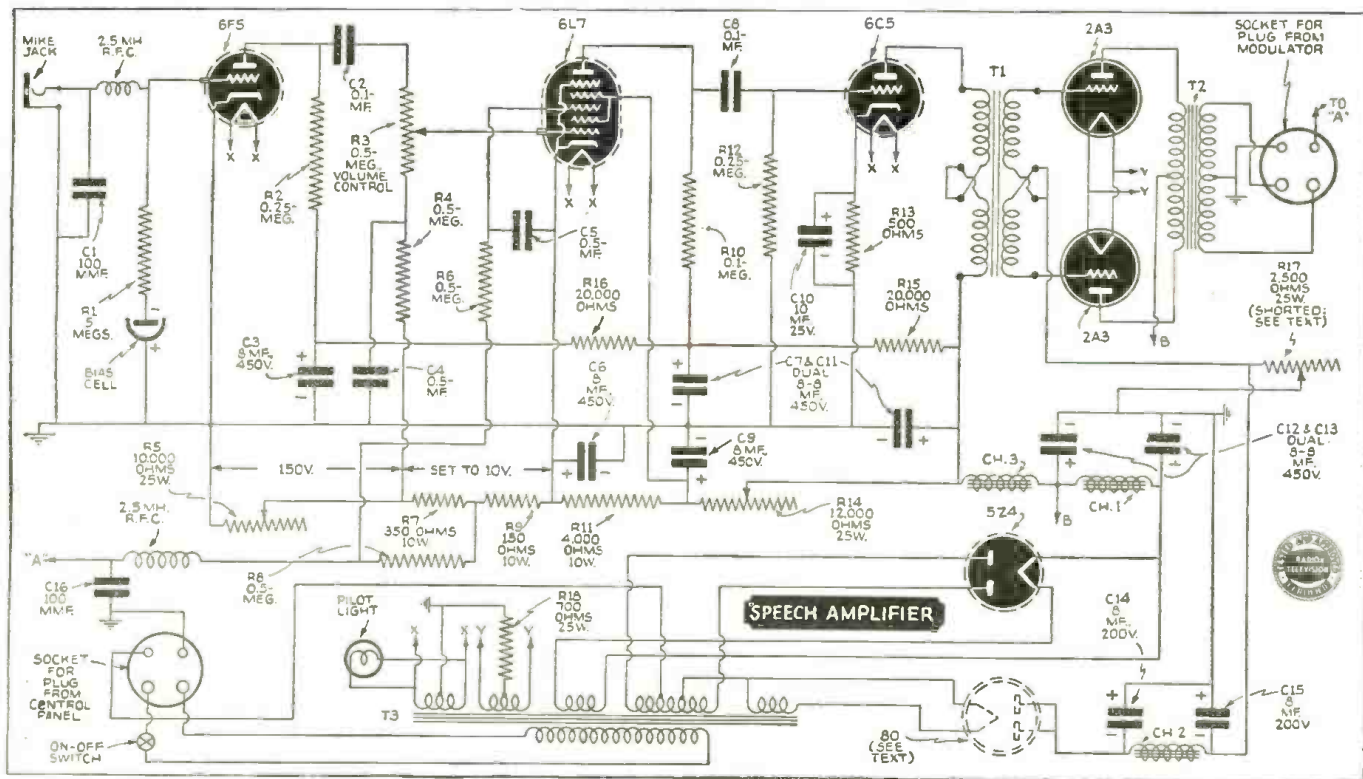 MIKE
JACK
2.5 MH.
R.F.C.
6F5
C2
0.1-
MF.
R3
0.5-
MEG.
VOLUME
CONTROL
R2
0.25-
MEG.
C1
100
MMF.
R1
5
MEGS.
BIAS
CELL
X X
R4
0.5-
MEG.
R6
0.5-
MEG.
C3
8 MF.
450V.
C4
0.5-
MF.
6L7
X X
C5
0.5-
MF.
R16
20,000
OHMS
C6
8
MF.
450V.
C8
0.1-
MF.
R12
0.25-
MEG.
R10
0.1-
MEG.
C7 & C11
DUAL
8-8
MF.
450V.
C9
8 MF.
450V.
6C5
X X
C10
10
MF.
25V.
R13
500
OHMS
R15
20,000
OHMS
T1
2A3
Y
Y
2A3
T2
B
SOCKET FOR
PLUG FROM
MODULATOR
TO
"A"
R17
2,500
OHMS
25W.
(SHORTED;
SEE TEXT)
C12 & C13
DUAL
8-8
MF.
450V.
CH.3
CH.1
B
R5
10,000
OHMS
25W.
150V.
SET TO 10V.
2.5 MH.
R.F.C.
"A"
C16
100
MMF.
R8
0.5-
MEG.
R7
350 OHMS
10W.
R9
150
OHMS
10W.
R11
4,000
OHMS
10W.
R14
12,000
OHMS
25W.
5Z4
SPEECH AMPLIFIER
PILOT
LIGHT
X X Y Y
R18
700
OHMS
25W.
T3
SOCKET
FOR
PLUG
FROM
CONTROL
PANEL
ON-OFF
SWITCH
80
(SEE
TEXT)
C14
8
MF.
200V.
CH 2
C15
8
MF.
200V
TESTED AND APPROVED
RADIO &
TELEVISION